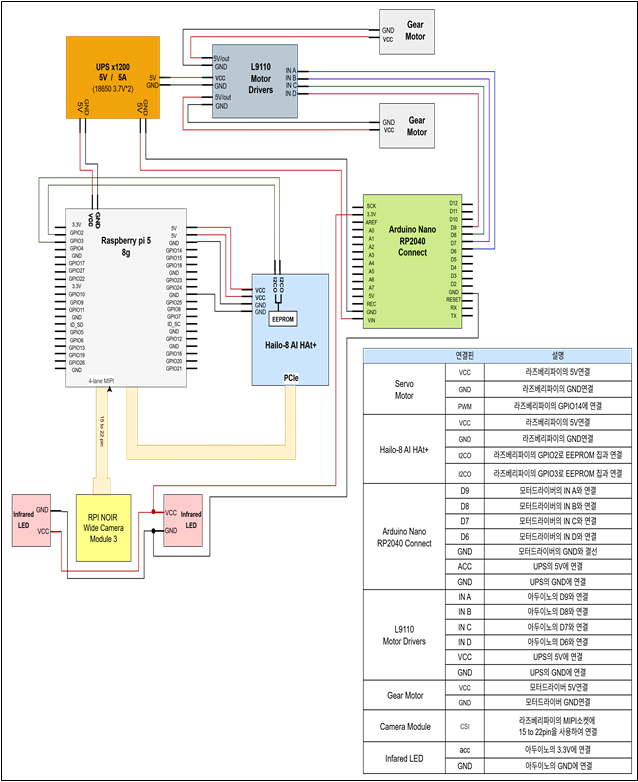 Gear
Motor
GND
VCC
UPS x1200
5V / 5A
(18650 3.7V*2)
5V
GND
GND
5V
GND
5V
L9110
Motor
Drivers
5V/out
GND
VCC
GND
5V/out
GND
IN A
IN B
IN C
IN D
Gear
Motor
GND
VCC
Raspberry pi 5
8g
VCC
GND
3.3V
GPIO2
GPIO3
GPIO4
GND
GPIO17
GPIO27
GPIO22
3.3V
GPIO10
GPIO9
GPIO11
GND
ID_SD
GPIO5
GPIO6
GPIO13
GPIO19
GPIO26
GND
5V
5V
GND
GPIO14
GPIO15
GPIO18
GND
GPIO23
GPIO24
GND
GPIO25
GPIO8
GPIO7
ID_SC
GND
GPIO12
GND
GPIO16
GPIO20
GPIO21
4-lane MIPI
15 to 22 pin
I2CO
I2CO
VCC
VCC
GND
GND
EEPROM
Hailo-8 AI HAt+
PCIe
Arduino Nano
RP2040
Connect
SCK
3.3V
AREF
A0
A1
A2
A3
A4
A5
A6
A7
5V
REC
GND
VIN
D12
D11
D10
D9
D8
D7
D6
D5
D4
D3
D2
GND
RESET
RX
TX
Infrared
LED
GND
VCC
RPI NOIR
Wide Camera
Module 3
Infrared
LED
VCC
GND
연결핀 설명
Servo
Motor
VCC 라즈베리파이의 5V연결
GND 라즈베리파이의 GND연결
PWM 라즈베리파이의 GPIO14에 연결
Hailo-8 AI HAt+
VCC 라즈베리파이의 5V연결
GND 라즈베리파이의 GND연결
I2CO 라즈베리파이의 GPIO2로 EEPROM 칩과 연결
I2CO 라즈베리파이의 GPIO3로 EEPROM 칩과 연결
Arduino Nano
RP2040 Connect
D9 모터드라이버의 IN A와 연결
D8 모터드라이버의 IN B와 연결
D7 모터드라이버의 IN C와 연결
D6 모터드라이버의 IN D와 연결
GND 모터드라이버의 GND와 결선
ACC UPS의 5V에 연결
GND UPS의 GND에 연결
L9110
Motor Drivers
IN A 아두이노의 D9와 연결
IN B 아두이노의 D8와 연결
IN C 아두이노의 D7와 연결
IN D 아두이노의 D6와 연결
VCC UPS의 5V에 연결
GND UPS의 GND에 연결
Gear Motor
VCC 모터드라이버 5V연결
GND 모터드라이버 GND연결
Camera Module
CSI 라즈베리파이의 MIPI소켓에
15 to 22pin을 사용하여 연결
Infared LED
acc 아두이노의 3.3V에 연결
GND 아두이노의 GND에 연결